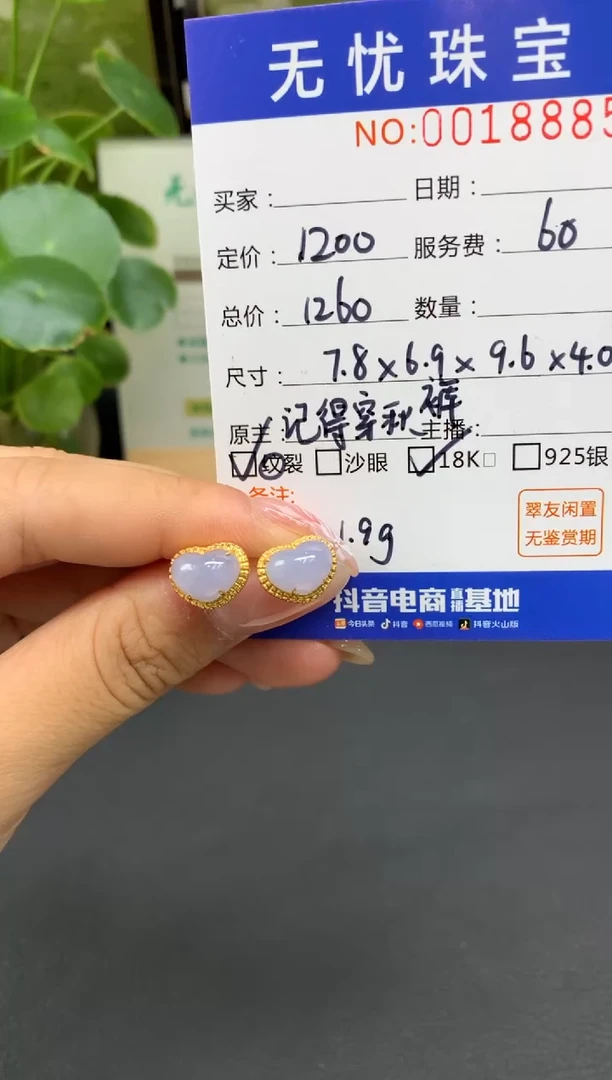 无忧珠宝
NO:0018885
买家: 日期:
定价: 1200 服务费: 60
总价: 1260 数量:
尺寸: 7.8×6.9×9.6×4.0
原主: 记得穿秋裤 主播:
纹裂 沙眼 18K 925银
备注:
1.9g
翠友闲置
无鉴赏期
抖音电商直播基地
今日头条 抖音 西瓜视频 抖音火山版